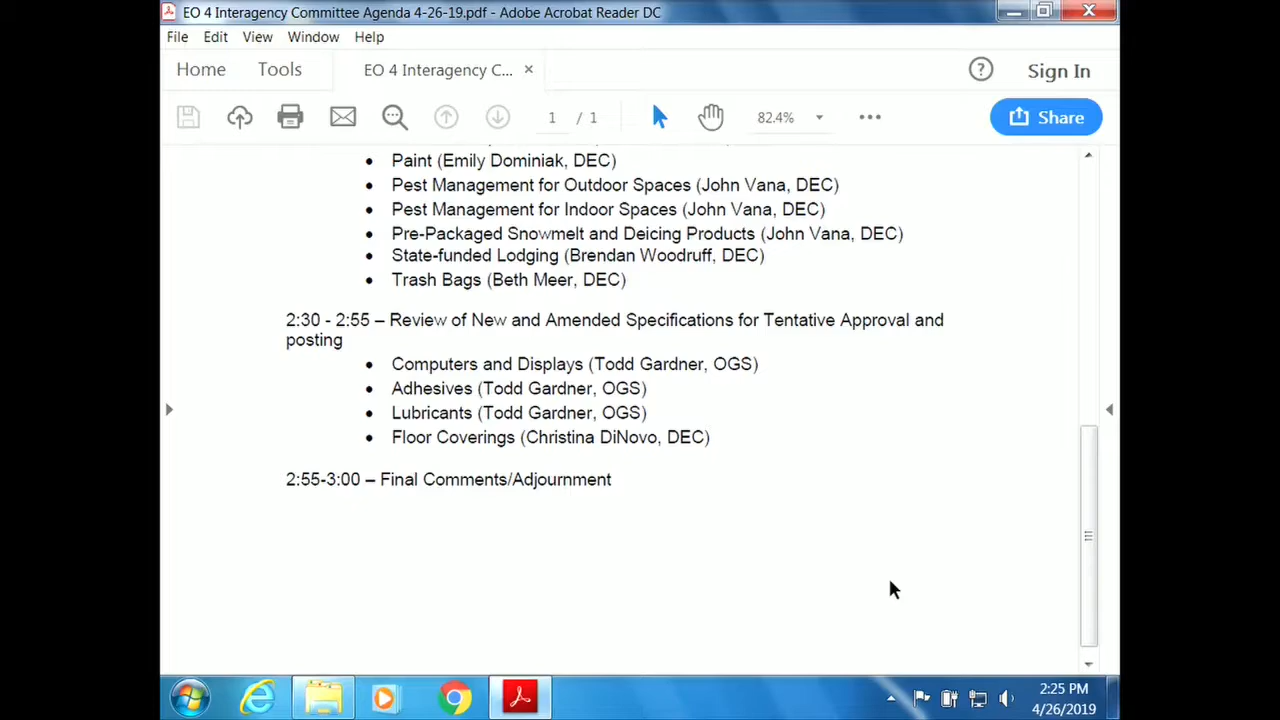 EO 4 Interagency Committee Agenda 4-26-19.pdf - Adobe Acrobat Reader DC
File Edit View Window Help
Home Tools EO 4 Interagency C... × Sign In
1 / 1 82.4% Share
• Paint (Emily Dominiak, DEC)
• Pest Management for Outdoor Spaces (John Vana, DEC)
• Pest Management for Indoor Spaces (John Vana, DEC)
• Pre-Packaged Snowmelt and Deicing Products (John Vana, DEC)
• State-funded Lodging (Brendan Woodruff, DEC)
• Trash Bags (Beth Meer, DEC)
2:30 - 2:55 – Review of New and Amended Specifications for Tentative Approval and
posting
• Computers and Displays (Todd Gardner, OGS)
• Adhesives (Todd Gardner, OGS)
• Lubricants (Todd Gardner, OGS)
• Floor Coverings (Christina DiNovo, DEC)
2:55-3:00 – Final Comments/Adjournment
2:25 PM
4/26/2019